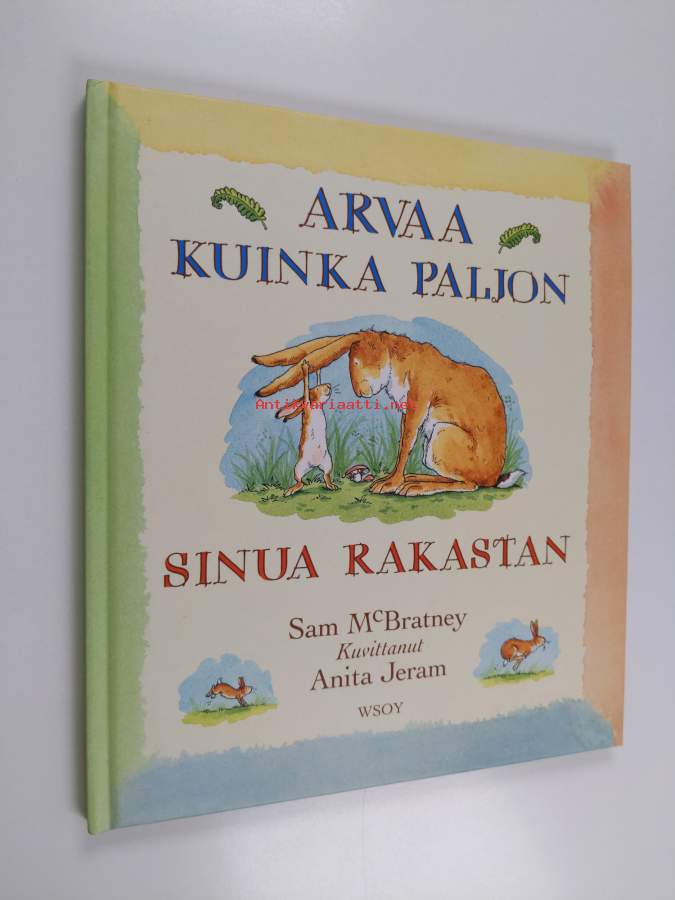 ARVAA
KUINKA PALJON
Antikvariaatti.net
SINUA RAKASTAN
Sam McBratney
Kuvittanut
Anita Jeram
WSOY